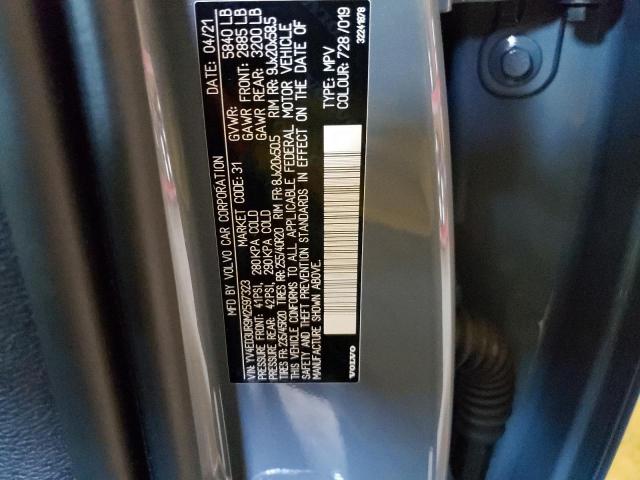 MFD BY VOLVO CAR CORPORATION DATE: 04/21
VIN: YV4ED3UR9M2597323 MARKET CODE: 31 GVWR: 5840 LB
PRESSURE FRONT: 41PSI, 280KPA COLD GAWR FRONT: 2885 LB
PRESSURE REAR: 42PSI, 290KPA COLD GAWR REAR: 3200 LB
TIRES FR: 235/45R20 TIRES RR: 255/40R20 RIM FR: 8Jx20x50.5 RIM RR: 9Jx20x58.5
THIS VEHICLE CONFORMS TO ALL APPLICABLE FEDERAL MOTOR VEHICLE
SAFETY AND THEFT PREVENTION STANDARDS IN EFFECT ON THE DATE OF
MANUFACTURE SHOWN ABOVE.
TYPE: MPV
COLOUR: 728 /019
VOLVO 32241878